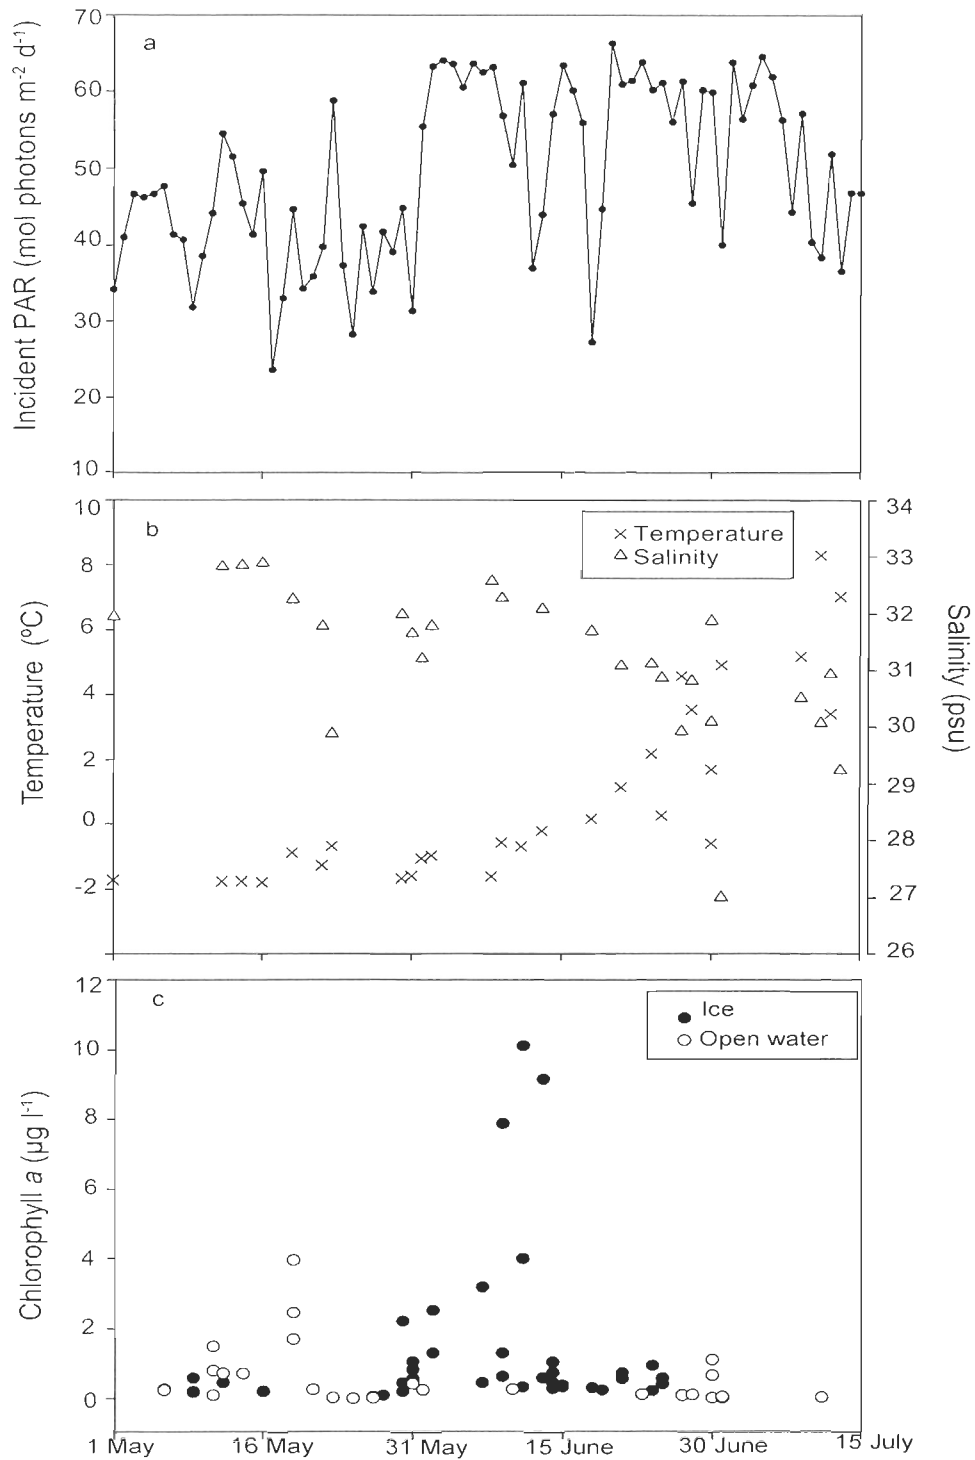 70
60
50
40
30
20
10
Incident PAR (mol photons m⁻² d⁻¹)
a
10
8
6
4
2
0
-2
Temperature (ºC)
b
× Temperature
△ Salinity
34
33
32
31
30
29
28
27
26
Salinity (psu)
12
10
8
6
4
2
0
Chlorophyll a (µg l⁻¹)
c
● Ice
○ Open water
1 May 16 May 31 May 15 June 30 June 15 July